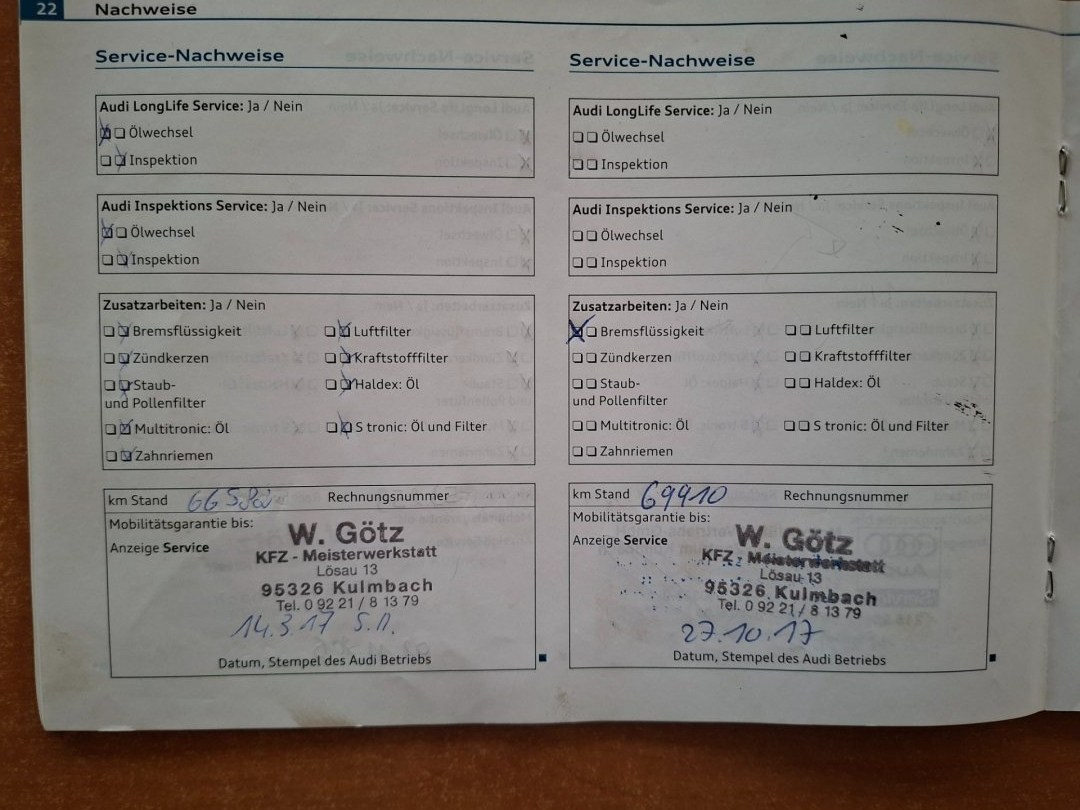 22 Nachweise
Service-Nachweise
Audi LongLife Service: Ja / Nein
Ölwechsel
Inspektion
Audi Inspektions Service: Ja / Nein
Ölwechsel
Inspektion
Zusatzarbeiten: Ja / Nein
Bremsflüssigkeit
Luftfilter
Zündkerzen
Kraftstofffilter
Staub-
und Pollenfilter
Haldex: Öl
Multitronic: Öl
S tronic: Öl und Filter
Zahnriemen
km Stand Rechnungsnummer
Mobilitätsgarantie bis:
Anzeige Service
W. Götz
KFZ - Meisterwerkstatt
Lösau 13
95326 Kulmbach
Tel. 0 92 21 / 8 13 79
14.3.17
Datum, Stempel des Audi Betriebs
Service-Nachweise
Audi LongLife Service: Ja / Nein
Ölwechsel
Inspektion
Audi Inspektions Service: Ja / Nein
Ölwechsel
Inspektion
Zusatzarbeiten: Ja / Nein
Bremsflüssigkeit
Luftfilter
Zündkerzen
Kraftstofffilter
Staub-
und Pollenfilter
Haldex: Öl
Multitronic: Öl
S tronic: Öl und Filter
Zahnriemen
km Stand 69910 Rechnungsnummer
Mobilitätsgarantie bis:
Anzeige Service
W. Götz
KFZ - Meisterwerkstatt
Lösau 13
95326 Kulmbach
Tel. 0 92 21 / 8 13 79
27.10.17
Datum, Stempel des Audi Betriebs